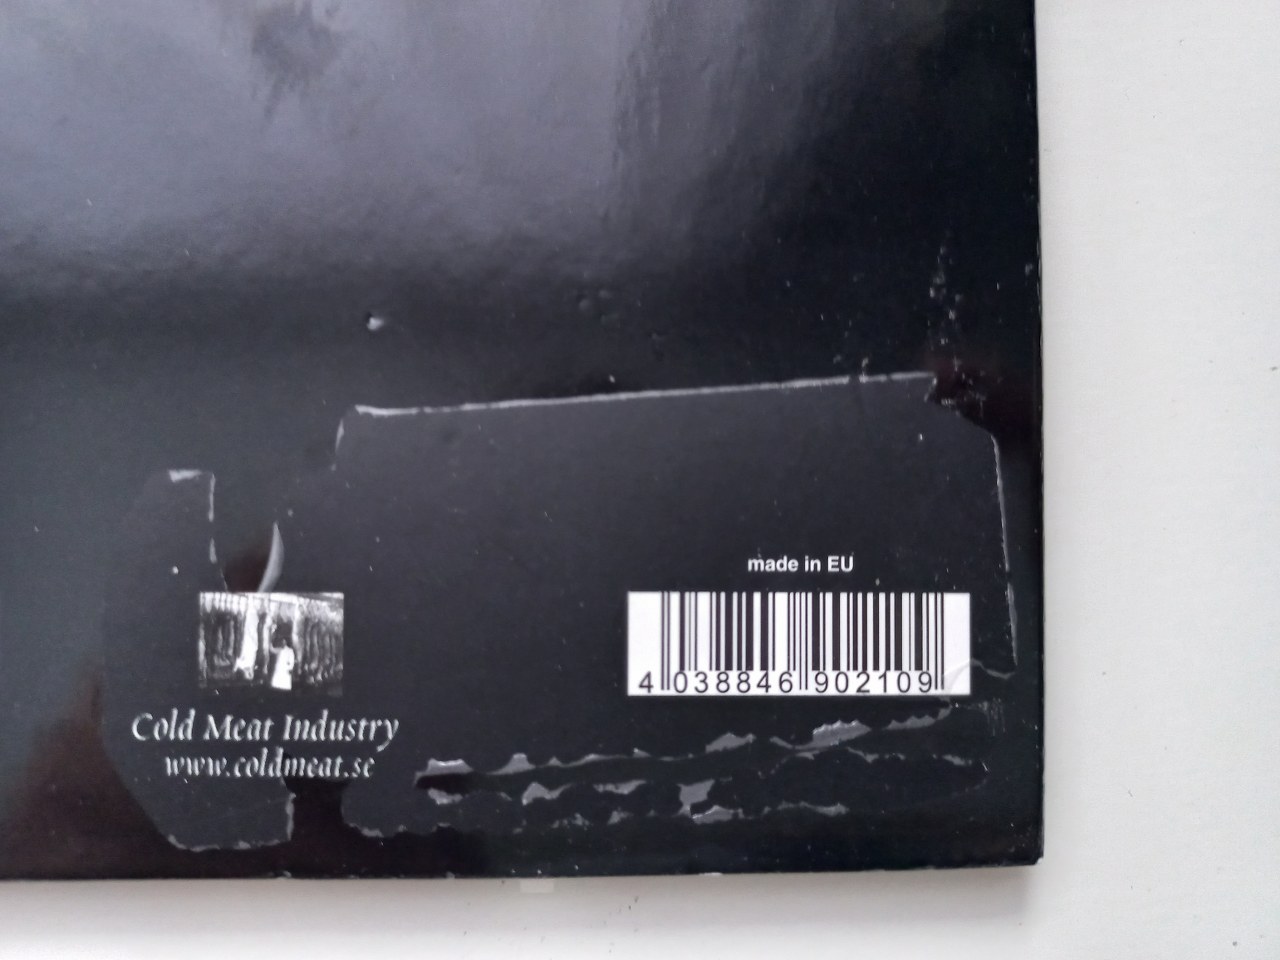 made in EU
4 038846 902109
Cold Meat Industry
www.coldmeat.se